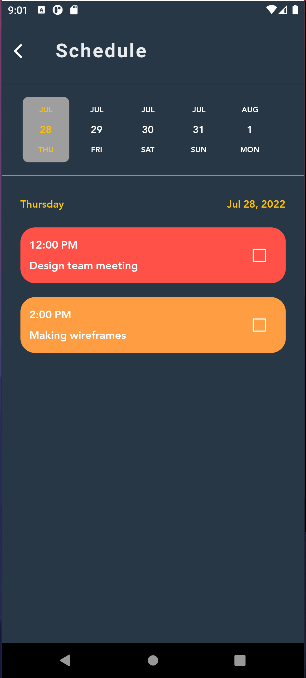 9:01
Schedule
JUL JUL JUL JUL AUG
28 29 30 31 1
THU FRI SAT SUN MON
Thursday Jul 28, 2022
12:00 PM
Design team meeting
2:00 PM
Making wireframes